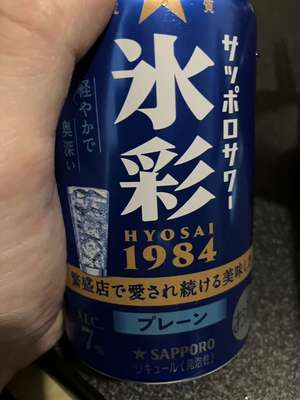 質
サッポロサワー
氷彩
HYOSAI
1984
軽やかで
奥深い
繁盛店で愛され続ける美味し
ALC.
7%
プレーン
SAPPORO
リキュール(発泡性)